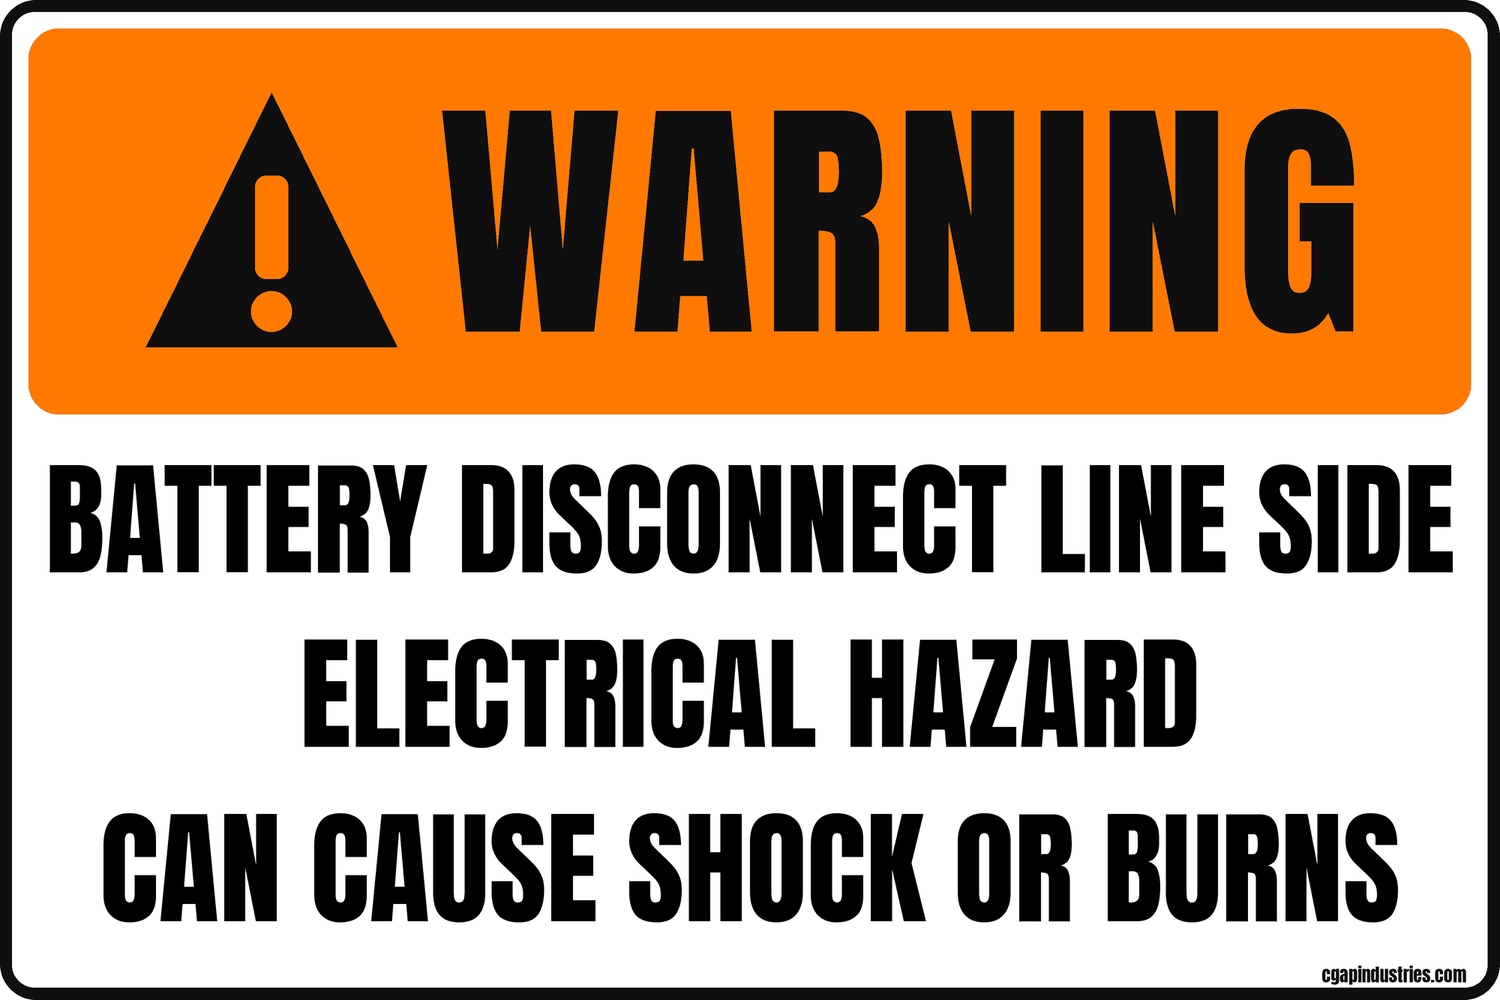 WARNING
BATTERY DISCONNECT LINE SIDE
ELECTRICAL HAZARD
CAN CAUSE SHOCK OR BURNS
cgapindustries.com